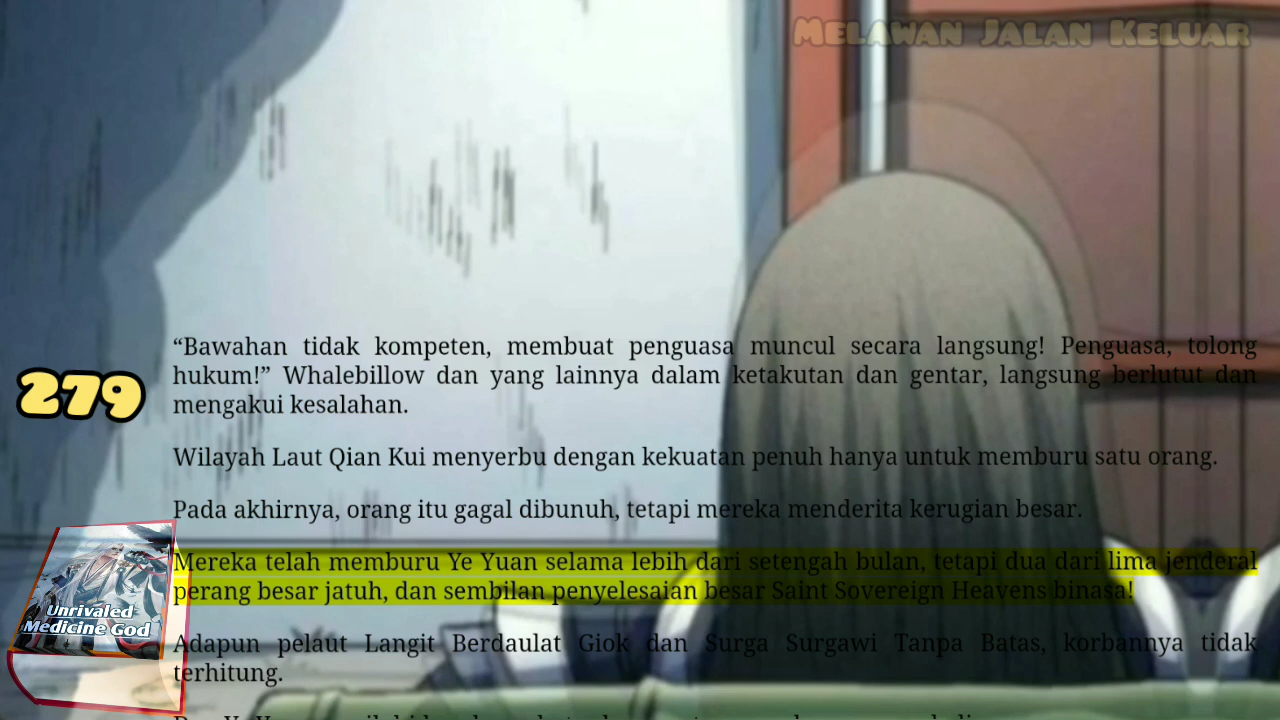 Melawan Jalan Keluar
“Bawahan tidak kompeten, membuat penguasa muncul secara langsung! Penguasa, tolong
hukum!” Whalebillow dan yang lainnya dalam ketakutan dan gentar, langsung berlutut dan
mengakui kesalahan.
279
Wilayah Laut Qian Kui menyerbu dengan kekuatan penuh hanya untuk memburu satu orang.
Pada akhirnya, orang itu gagal dibunuh, tetapi mereka menderita kerugian besar.
Mereka telah memburu Ye Yuan selama lebih dari setengah bulan, tetapi dua dari lima jenderal
perang besar jatuh, dan sembilan penyelesaian besar Saint Sovereign Heavens binasa!
Unrivaled
Medicine God
Adapun pelaut Langit Berdaulat Giok dan Surga Surgawi Tanpa Batas, korbannya tidak
terhitung.